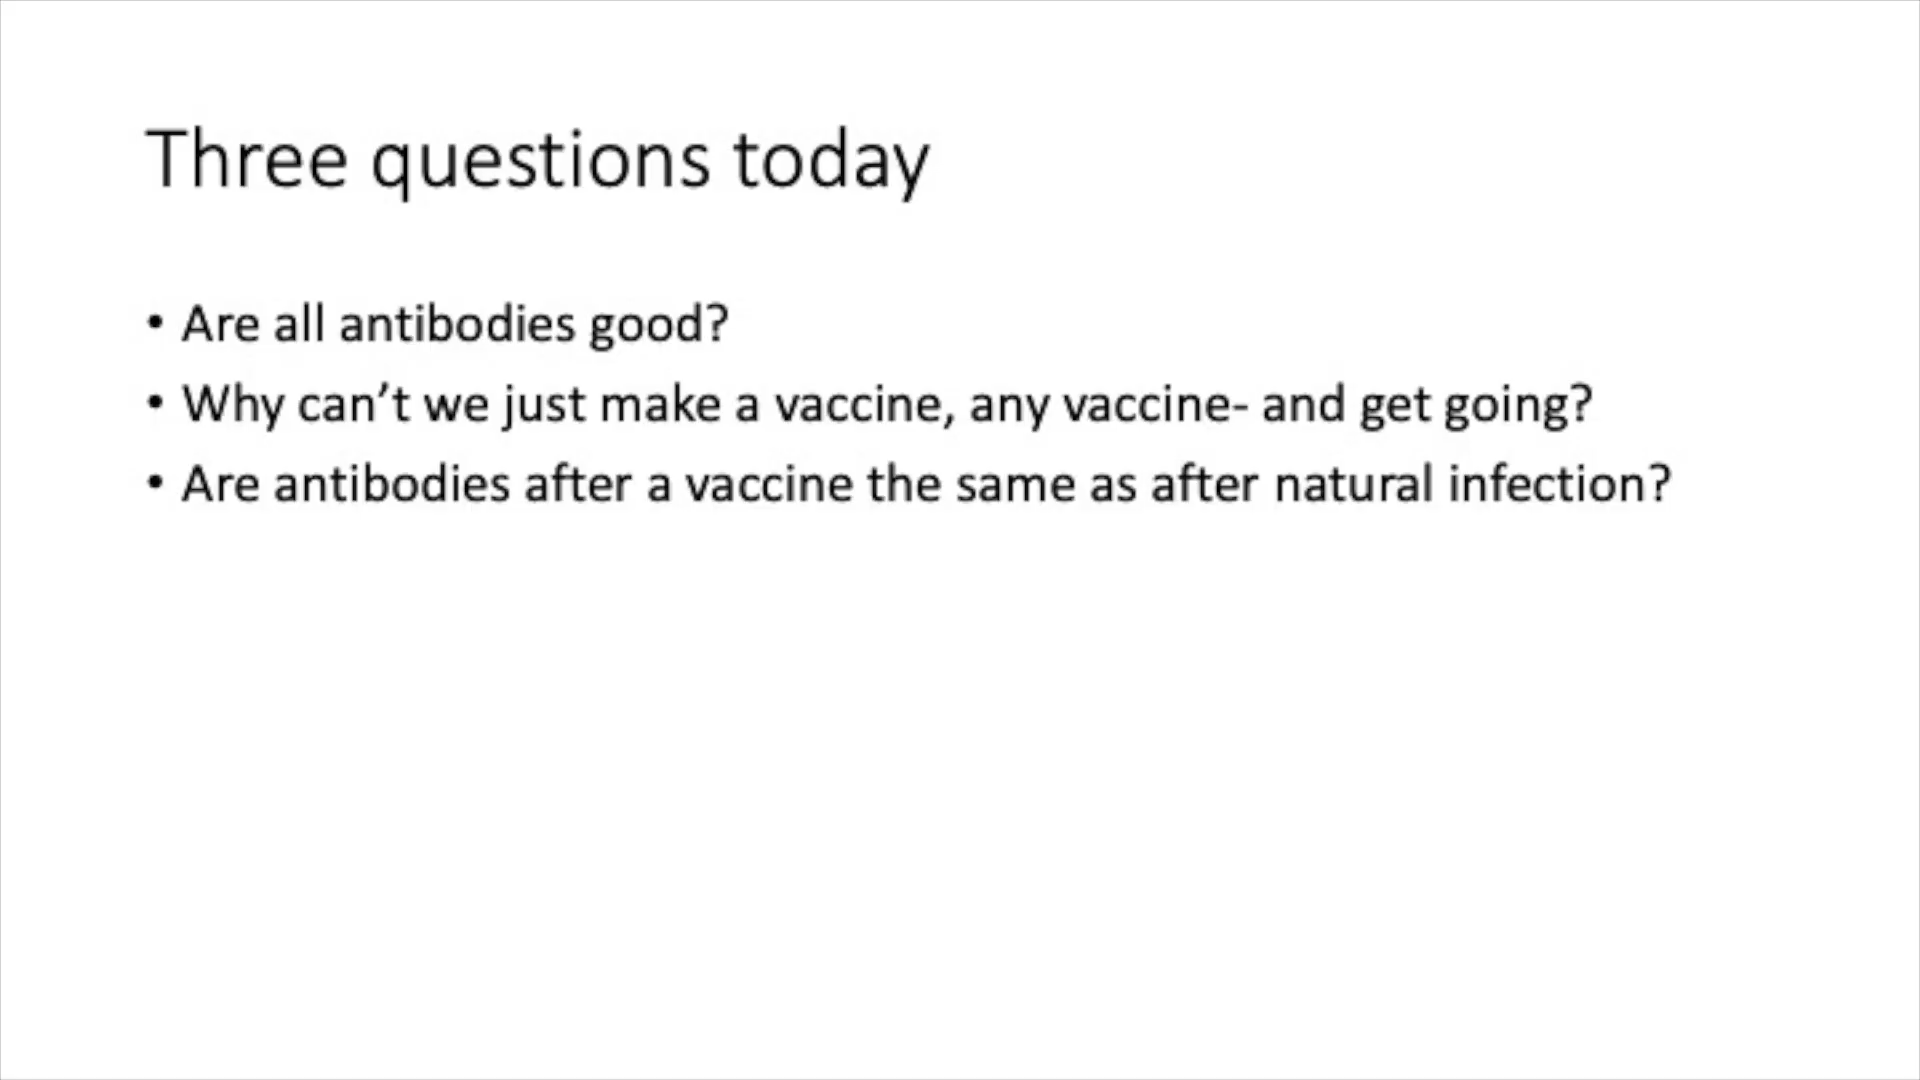 Three questions today
• Are all antibodies good?
• Why can’t we just make a vaccine, any vaccine- and get going?
• Are antibodies after a vaccine the same as after natural infection?